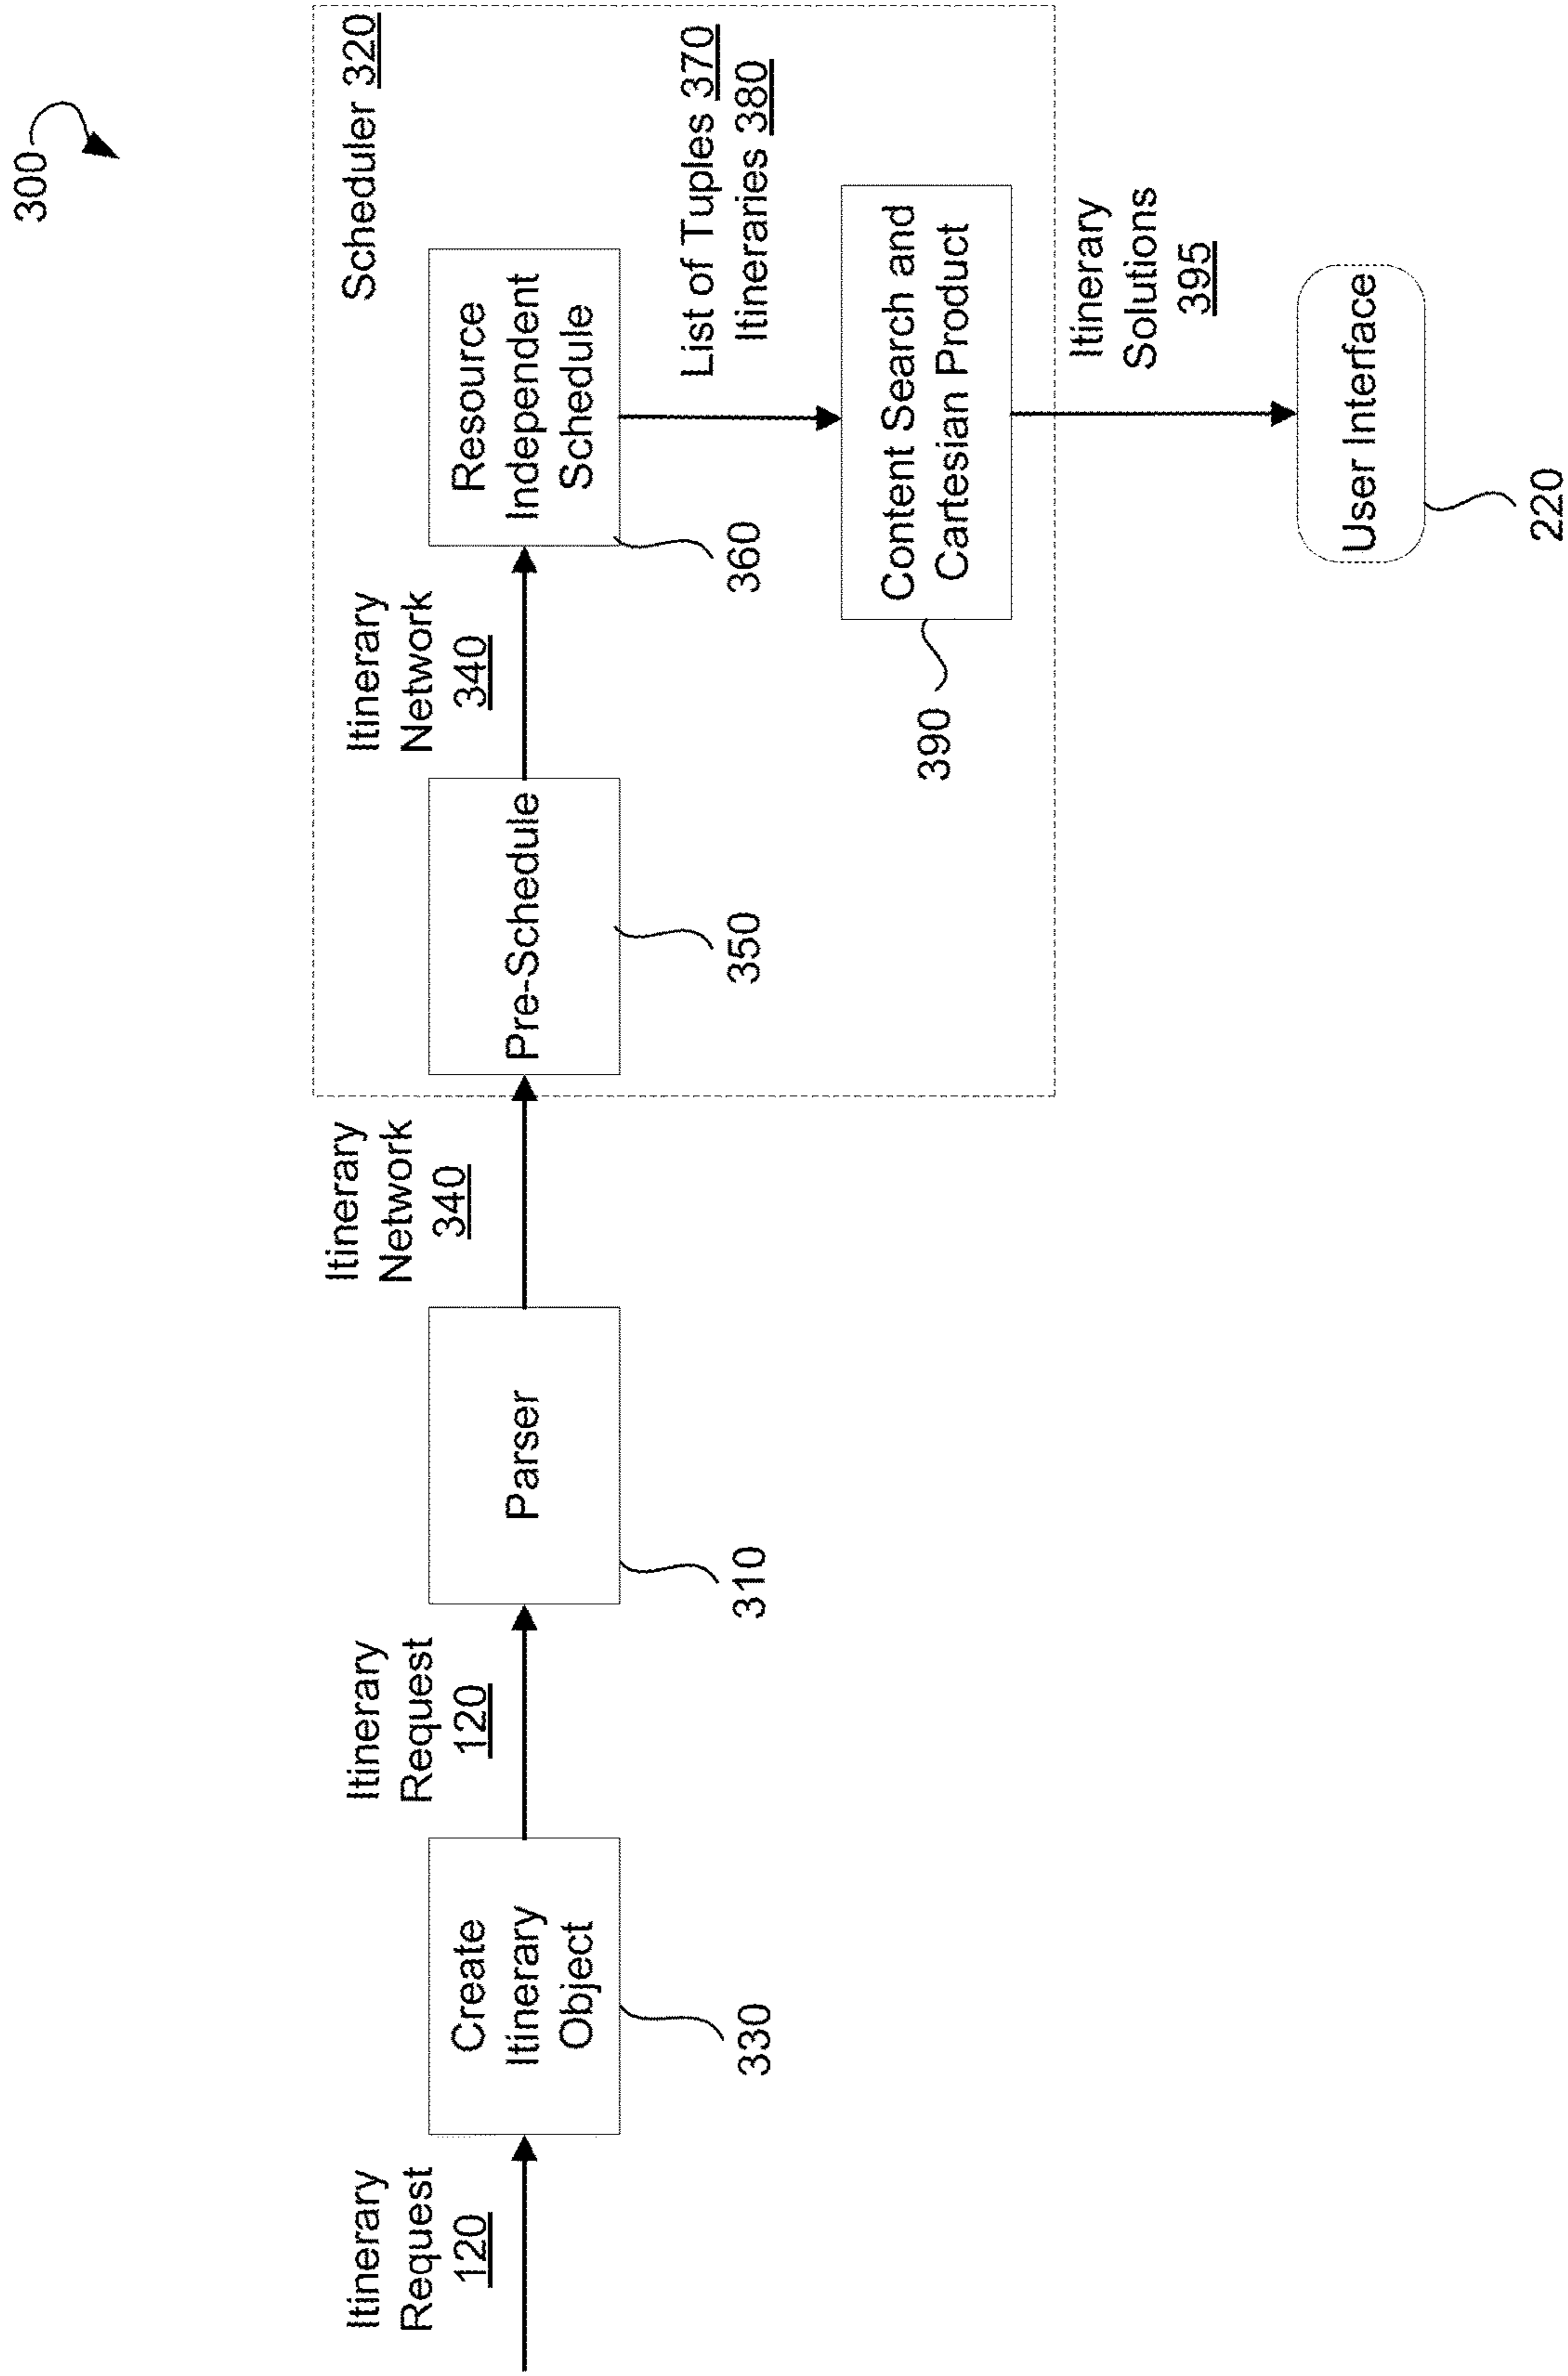 300
Scheduler 320
Itinerary
Request
120
Create
Itinerary
Object
330
Itinerary
Request
120
Parser
310
Itinerary
Network
340
Pre-Schedule
350
Itinerary
Network
340
Resource
Independent
Schedule
360
List of Tuples 370
Itineraries 380
Content Search and
Cartesian Product
390
Itinerary
Solutions
395
User Interface
220